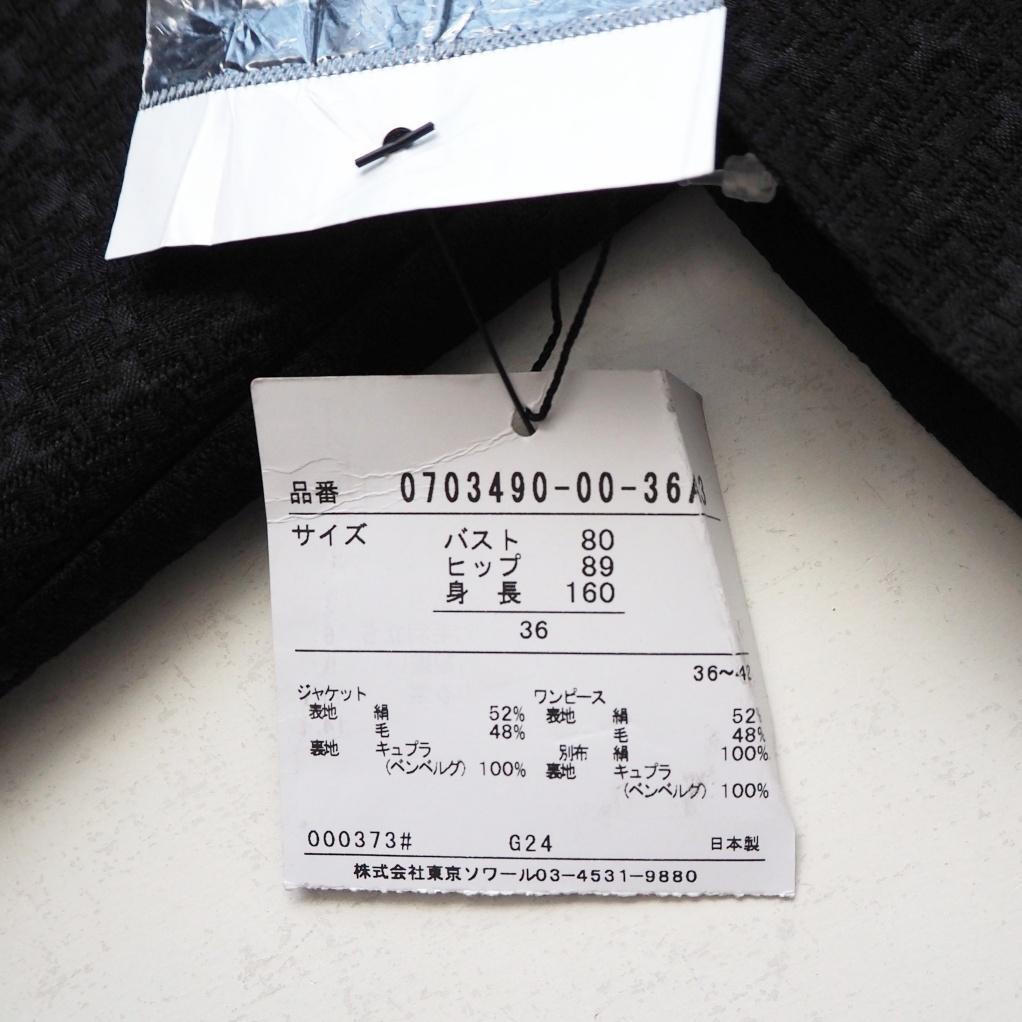 品番 0703490-00-36A3
サイズ バスト 80
ヒップ 89
身 長 160
36
36〜42
ジャケット ワンピース
表地 絹 52% 表地 絹 52%
毛 48% 毛 48%
裏地 キュプラ 別布 絹 100%
(ベンベルグ) 100% 裏地 キュプラ
(ベンベルグ) 100%
000373# G24 日本製
株式会社東京ソワール03-4531-9880